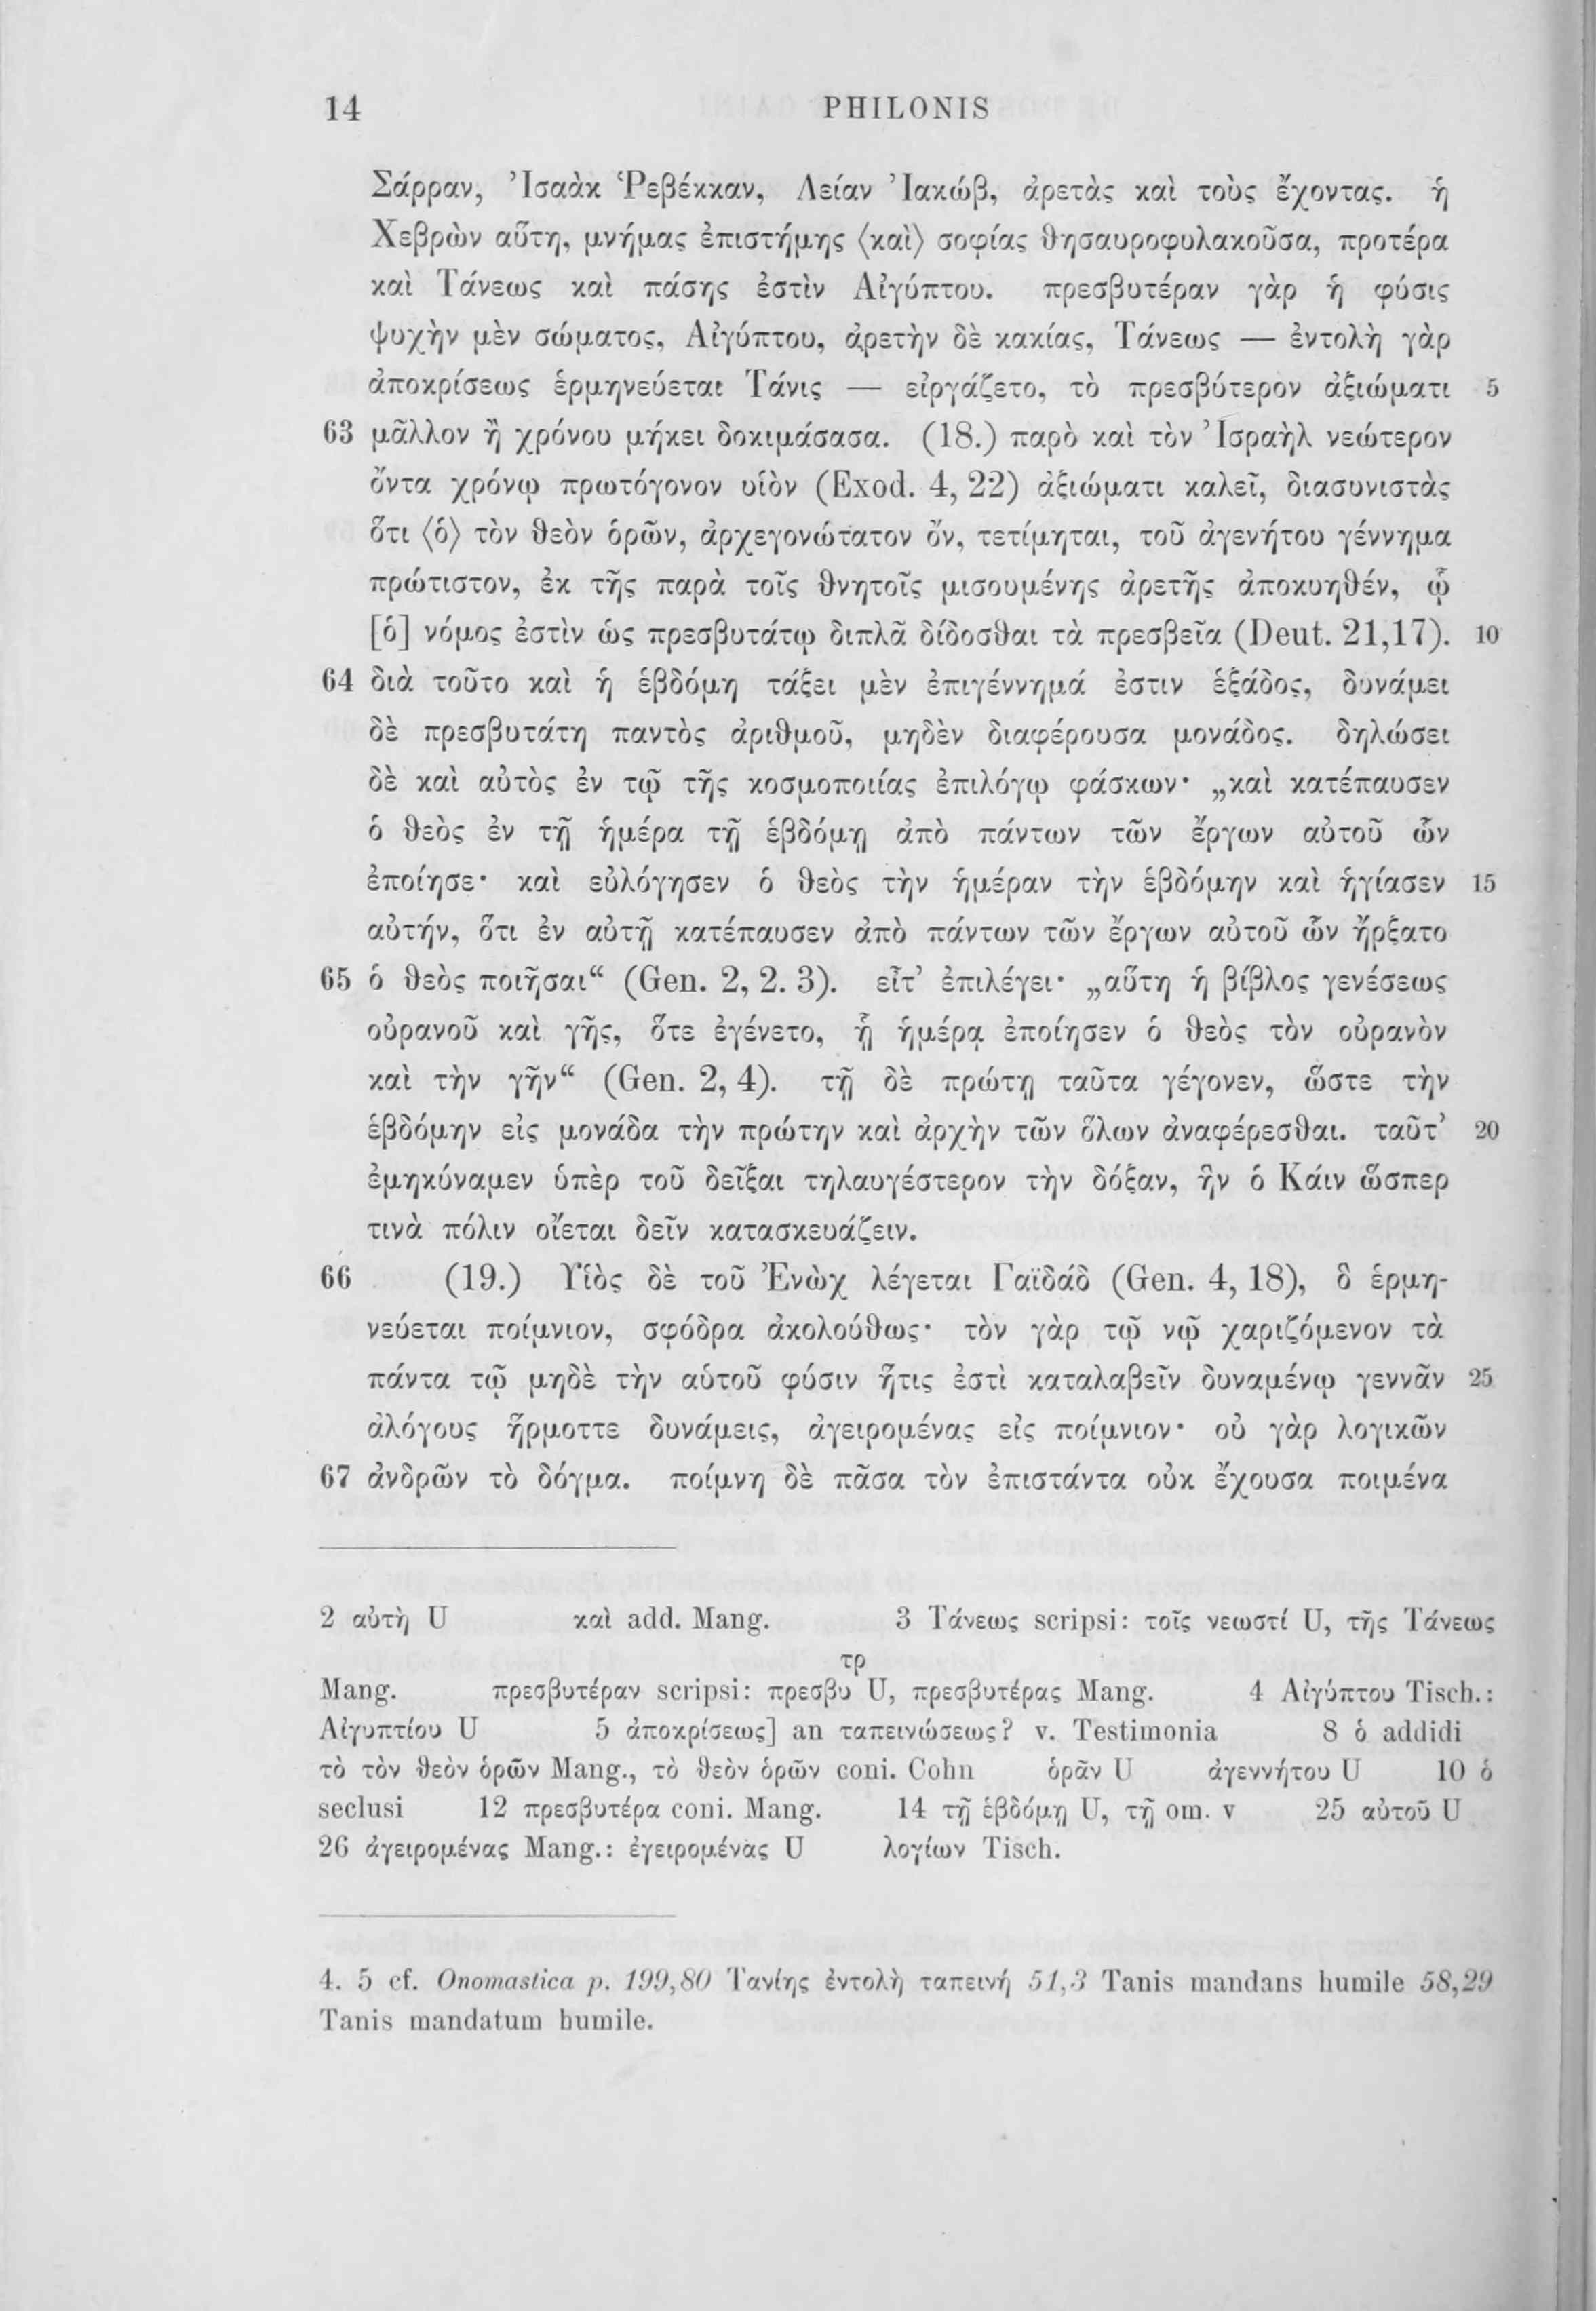 14 PHILONIS
Σάρραν, Ἰσαὰκ Ῥεβέκκαν, Λείαν Ἰακώβ, ἀρετὰς καὶ τοὺς ἔχοντας. ἡ
Χεβρὼν αὕτη, μνήμας ἐπιστήμης ⟨καὶ⟩ σοφίας θησαυροφυλακοῦσα, προτέρα
καὶ Τάνεως καὶ πάσης ἐστὶν Αἰγύπτου. πρεσβυτέραν γὰρ ἡ φύσις
ψυχὴν μὲν σώματος, Αἰγύπτου, ἀρετὴν δὲ κακίας, Τάνεως — ἐντολὴ γὰρ
ἀποκρίσεως ἑρμηνεύεται Τάνις — εἰργάζετο, τὸ πρεσβύτερον ἀξιώματι 5
63 μᾶλλον ἢ χρόνου μήκει δοκιμάσασα. (18.) παρὸ καὶ τὸν Ἰσραὴλ νεώτερον
ὄντα χρόνῳ πρωτόγονον υἱὸν (Exod. 4, 22) ἀξιώματι καλεῖ, διασυνιστὰς
ὅτι ⟨ὁ⟩ τὸν θεὸν ὁρῶν, ἀρχεγονώτατον ὄν, τετίμηται, τοῦ ἀγενήτου γέννημα
πρώτιστον, ἐκ τῆς παρὰ τοῖς θνητοῖς μισουμένης ἀρετῆς ἀποκυηθέν, ᾧ
[ὁ] νόμος ἐστὶν ὡς πρεσβυτάτῳ διπλᾶ δίδοσθαι τὰ πρεσβεῖα (Deut. 21,17). 10
64 διὰ τοῦτο καὶ ἡ ἑβδόμη τάξει μὲν ἐπιγέννημά ἐστιν ἑξάδος, δυνάμει
δὲ πρεσβυτάτη παντὸς ἀριθμοῦ, μηδὲν διαφέρουσα μονάδος. δηλώσει
δὲ καὶ αὐτὸς ἐν τῷ τῆς κοσμοποιίας ἐπιλόγῳ φάσκων· „καὶ κατέπαυσεν
ὁ θεὸς ἐν τῇ ἡμέρα τῇ ἑβδόμῃ ἀπὸ πάντων τῶν ἔργων αὐτοῦ ὧν
ἐποίησε· καὶ εὐλόγησεν ὁ θεὸς τὴν ἡμέραν τὴν ἑβδόμην καὶ ἡγίασεν 15
αὐτήν, ὅτι ἐν αὐτῇ κατέπαυσεν ἀπὸ πάντων τῶν ἔργων αὐτοῦ ὧν ἤρξατο
65 ὁ θεὸς ποιῆσαι“ (Gen. 2, 2. 3). εἶτ’ ἐπιλέγει· „αὕτη ἡ βίβλος γενέσεως
οὐρανοῦ καὶ γῆς, ὅτε ἐγένετο, ᾗ ἡμέρᾳ ἐποίησεν ὁ θεὸς τὸν οὐρανὸν
καὶ τὴν γῆν“ (Gen. 2, 4). τῇ δὲ πρώτῃ ταῦτα γέγονεν, ὥστε τὴν
ἑβδόμην εἰς μονάδα τὴν πρώτην καὶ ἀρχὴν τῶν ὅλων ἀναφέρεσθαι. ταῦτ’ 20
ἐμηκύναμεν ὑπὲρ τοῦ δεῖξαι τηλαυγέστερον τὴν δόξαν, ἣν ὁ Κάιν ὥσπερ
τινὰ πόλιν οἴεται δεῖν κατασκευάζειν.
66 (19.) Υἱὸς δὲ τοῦ Ἐνὼχ λέγεται Γαϊδάδ (Gen. 4, 18), ὃ ἑρμη-
νεύεται ποίμνιον, σφόδρα ἀκολούθως· τὸν γὰρ τῷ νῷ χαριζόμενον τὰ
πάντα τῷ μηδὲ τὴν αὑτοῦ φύσιν ἥτις ἐστὶ καταλαβεῖν δυναμένῳ γεννᾶν 25
ἀλόγους ἥρμοττε δυνάμεις, ἀγειρομένας εἰς ποίμνιον· οὐ γὰρ λογικῶν
67 ἀνδρῶν τὸ δόγμα. ποίμνη δὲ πᾶσα τὸν ἐπιστάντα οὐκ ἔχουσα ποιμένα
2 αὐτὴ U καὶ add. Mang. 3 Τάνεως scripsi: τοῖς νεωστί U, τῆς Τάνεως
Mang. πρεσβυτέραν scripsi: πρεσβυτρ U, πρεσβυτέρας Mang. 4 Αἰγύπτου Tisch.:
Αἰγυπτίου U 5 ἀποκρίσεως] an ταπεινώσεως? v. Testimonia 8 ὁ addidi
τὸ τὸν θεὸν ὁρῶν Mang., τὸ θεὸν ὁρῶν coni. Cohn ὁρᾶν U ἀγεννήτου U 10 ὁ
seclusi 12 πρεσβυτέρα coni. Mang. 14 τῇ ἑβδόμῃ U, τῇ om. v 25 αὐτοῦ U
26 ἀγειρομένας Mang.: ἐγειρομένας U λογίων Tisch.
4. 5 cf. Onomastica p. 199,80 Τανίης ἐντολὴ ταπεινή 51,3 Tanis mandans humile 58,29
Tanis mandatum humile.